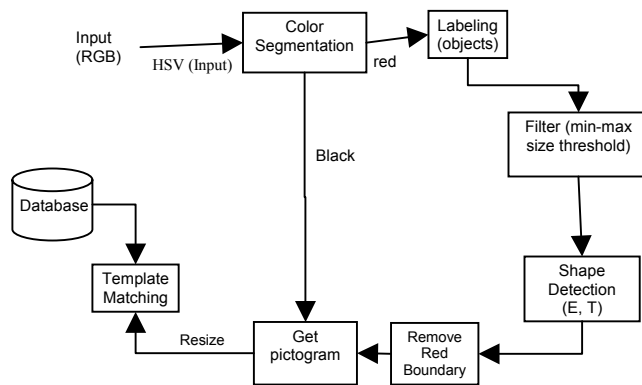 Input
(RGB)
HSV (Input)
Color
Segmentation
red
Labeling
(objects)
Filter (min-max
size threshold)
Black
Database
Template
Matching
Shape
Detection
(E, T)
Remove
Red
Boundary
Get
pictogram
Resize